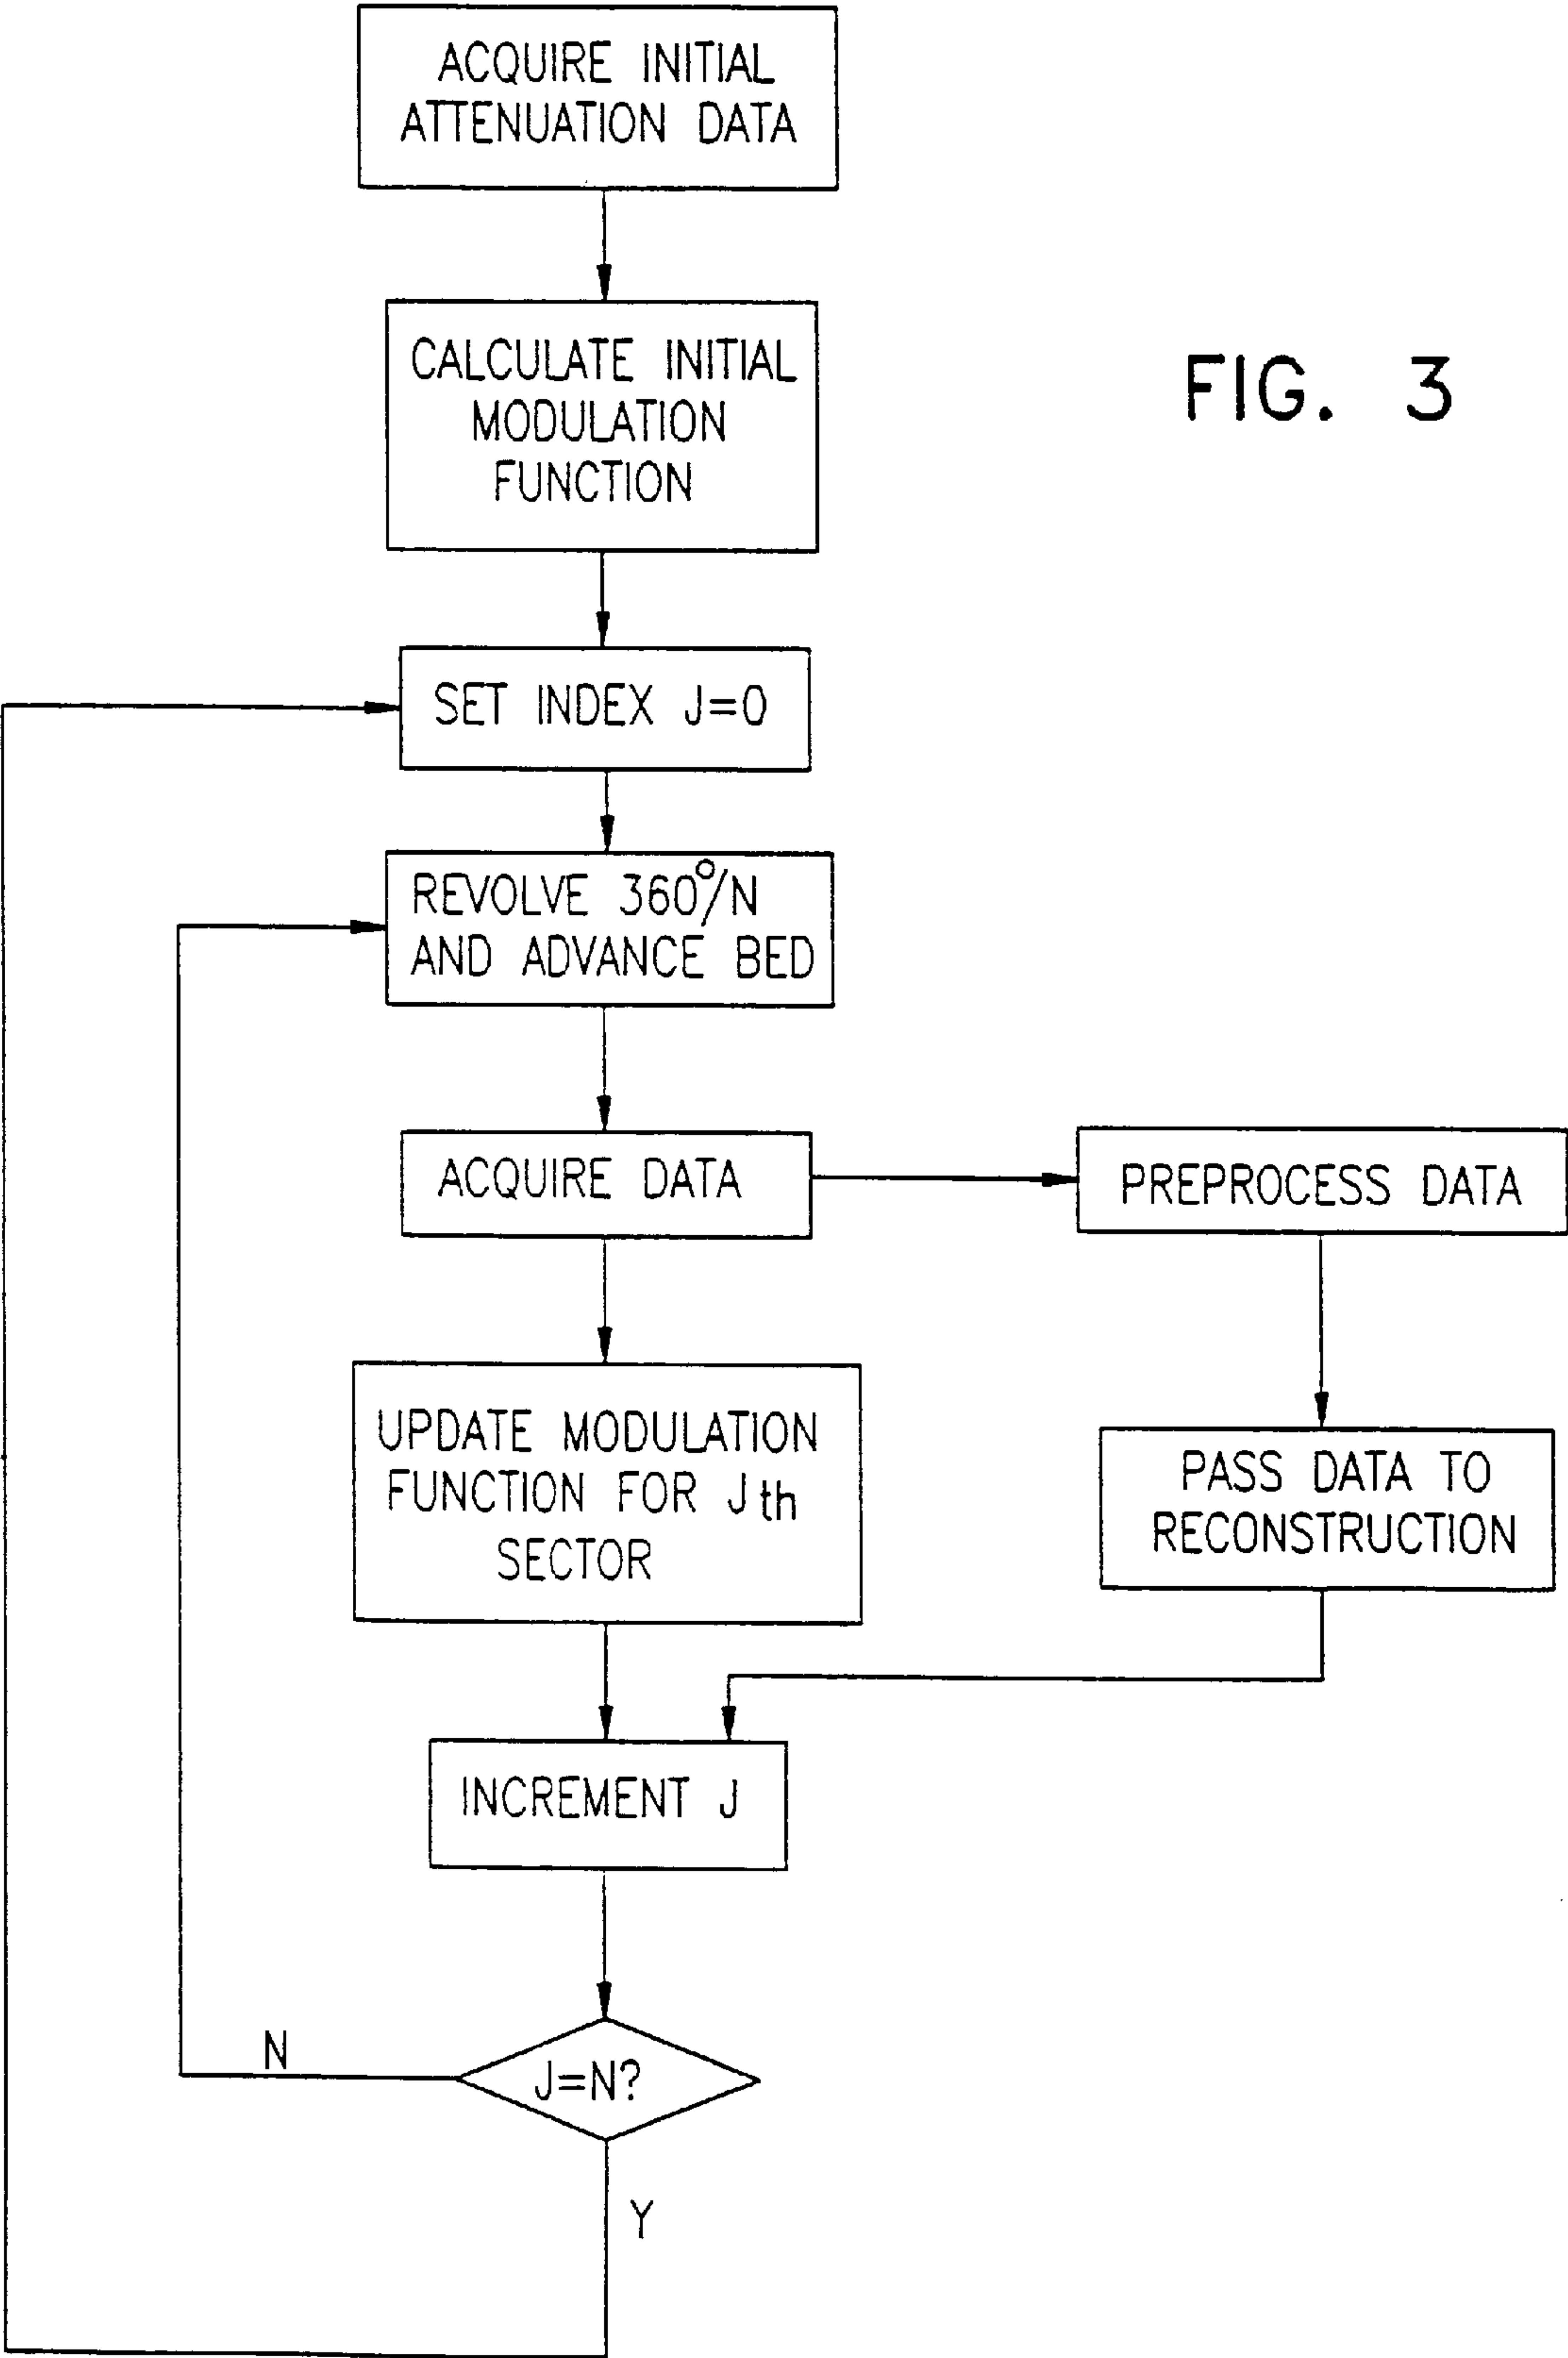 ACQUIRE INITIAL
ATTENUATION DATA
CALCULATE INITIAL
MODULATION
FUNCTION
FIG. 3
SET INDEX J=0
REVOLVE 360°/N
AND ADVANCE BED
ACQUIRE DATA
PREPROCESS DATA
UPDATE MODULATION
FUNCTION FOR Jth
SECTOR
PASS DATA TO
RECONSTRUCTION
INCREMENT J
N
J=N?
Y